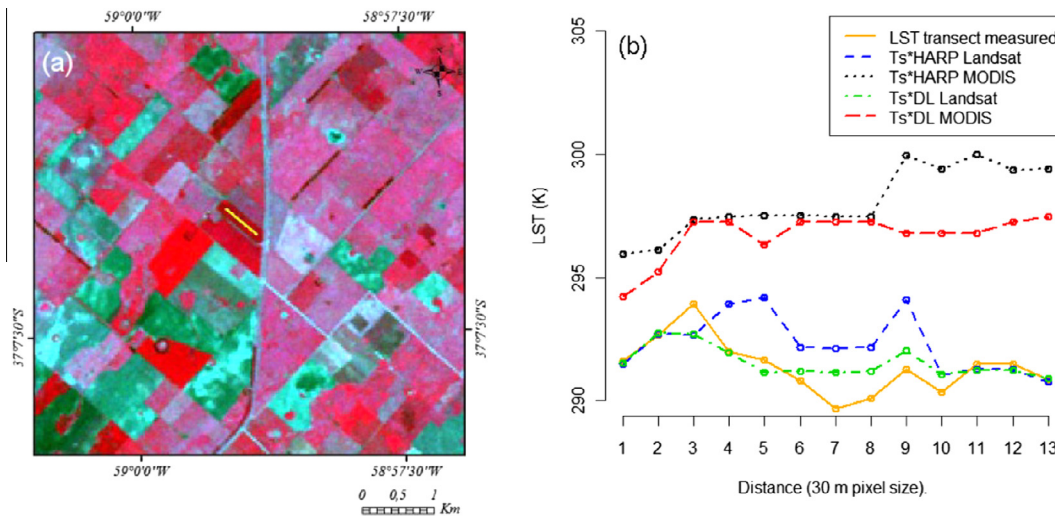 59°0'0"W
58°57'30"W
(a)
N
W
E
S
37°7'30"S
37°7'30"S
59°0'0"W
58°57'30"W
0 0,5 1
Km
(b)
LST transect measured
Ts*HARP Landsat
Ts*HARP MODIS
Ts*DL Landsat
Ts*DL MODIS
305
300
295
290
LST (K)
1 2 3 4 5 6 7 8 9 10 11 12 13
Distance (30 m pixel size).